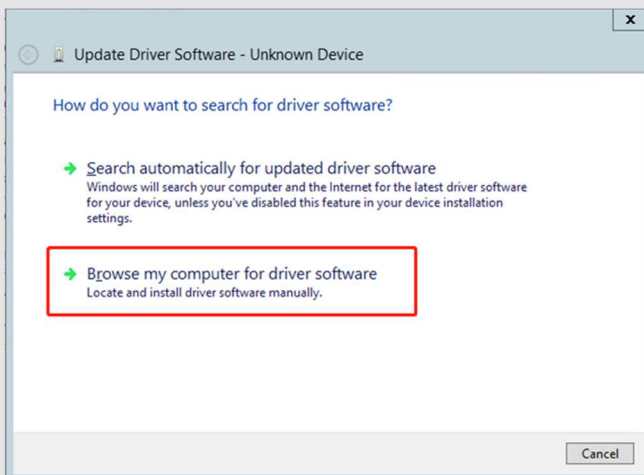 x
Update Driver Software - Unknown Device
How do you want to search for driver software?
Search automatically for updated driver software
Windows will search your computer and the Internet for the latest driver software
for your device, unless you've disabled this feature in your device installation
settings.
Browse my computer for driver software
Locate and install driver software manually.
Cancel